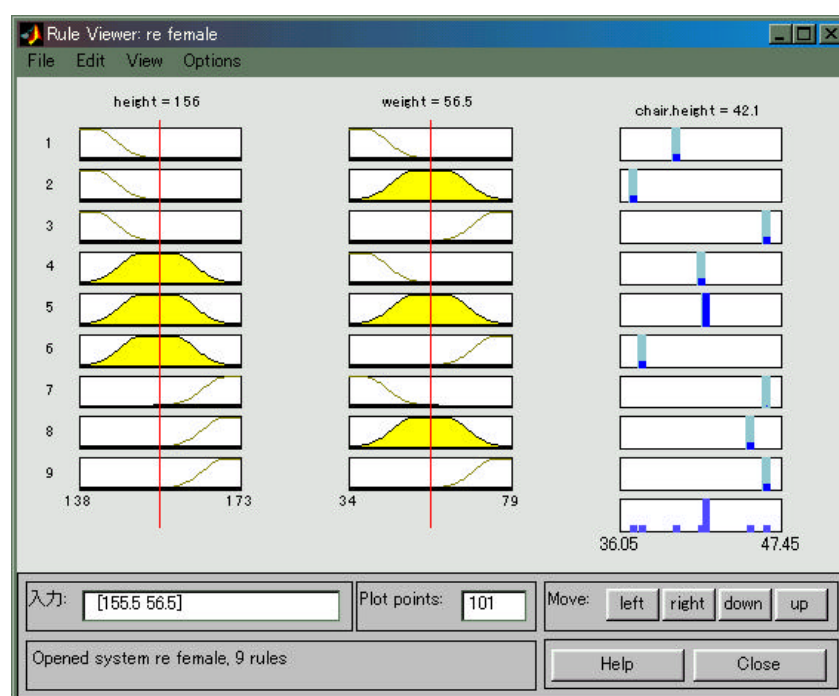 Rule Viewer: re female
File Edit View Options
height = 156 weight = 56.5 chair.height = 42.1
1
2
3
4
5
6
7
8
9
138 173 34 79
36.05 47.45
入力: [155.5 56.5] Plot points: 101 Move: left right down up
Opened system re female, 9 rules Help Close